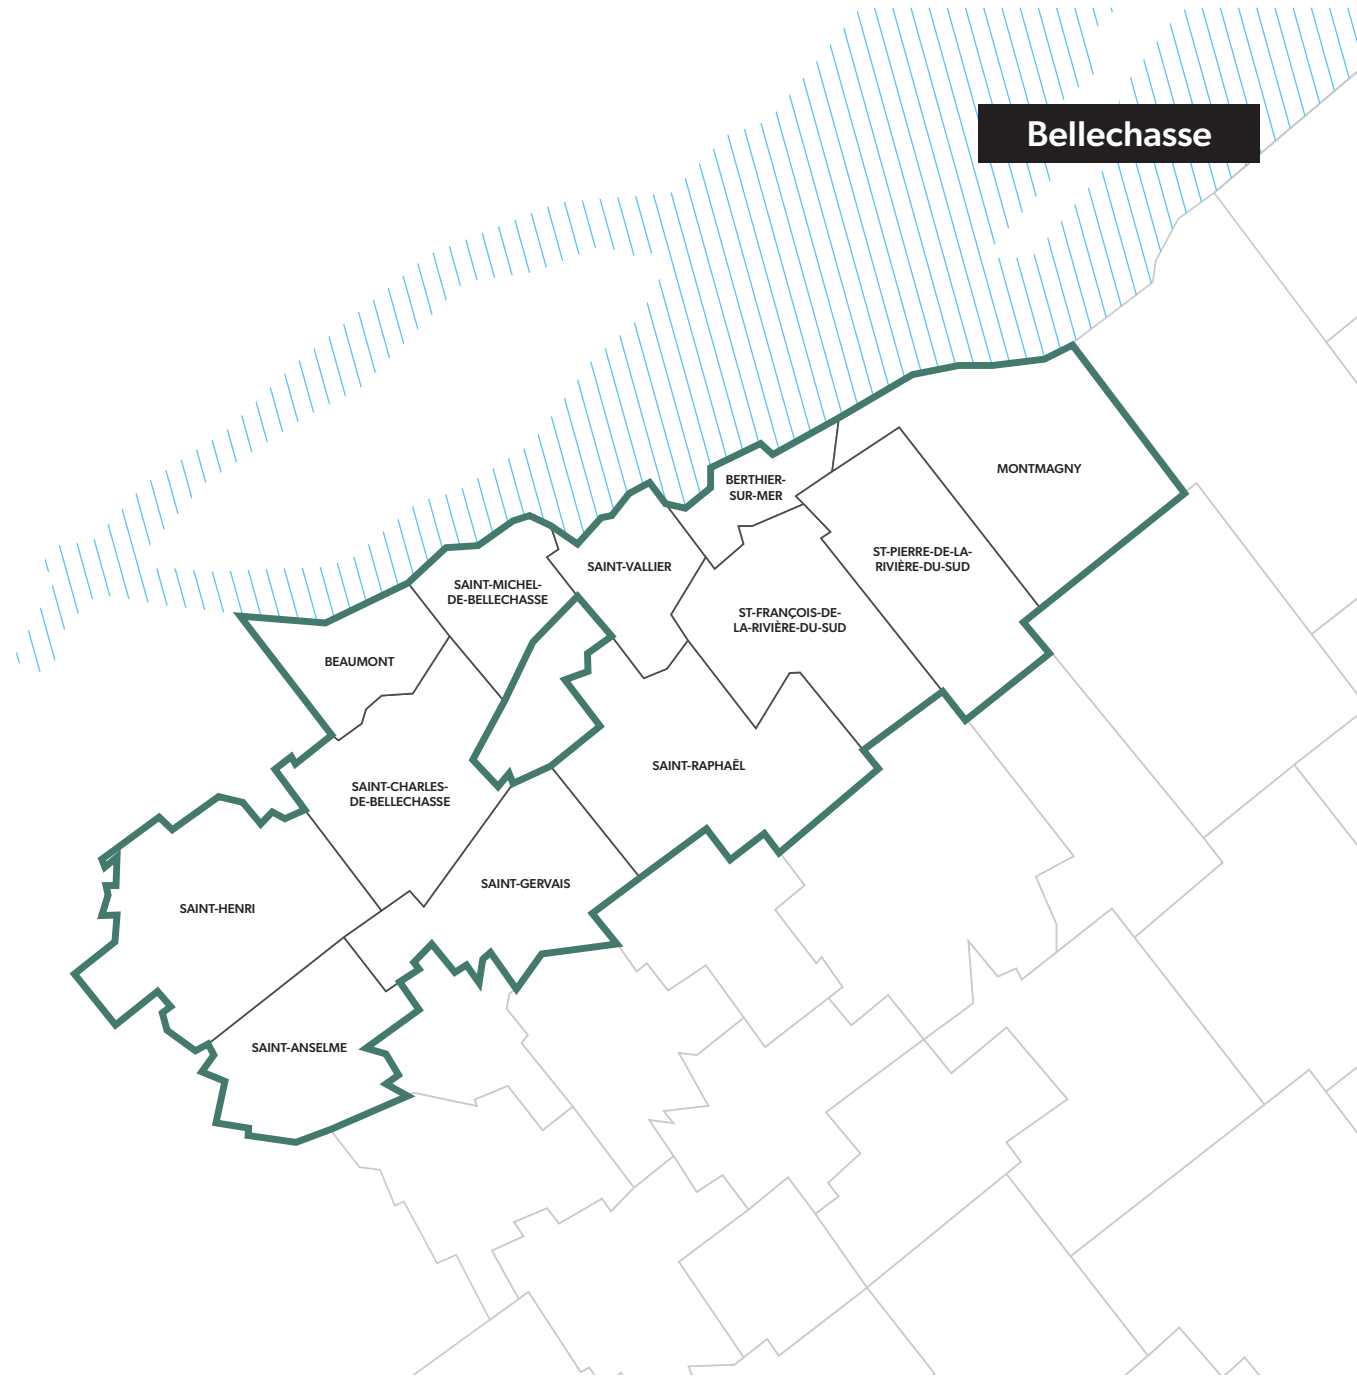 Bellechasse
MONTMAGNY
BERTHIER-
SUR-MER
ST-PIERRE-DE-LA-
RIVIÈRE-DU-SUD
SAINT-VALLIER
SAINT-MICHEL-
DE-BELLECHASSE
ST-FRANÇOIS-DE-
LA-RIVIÈRE-DU-SUD
BEAUMONT
SAINT-RAPHAËL
SAINT-CHARLES-
DE-BELLECHASSE
SAINT-GERVAIS
SAINT-HENRI
SAINT-ANSELME